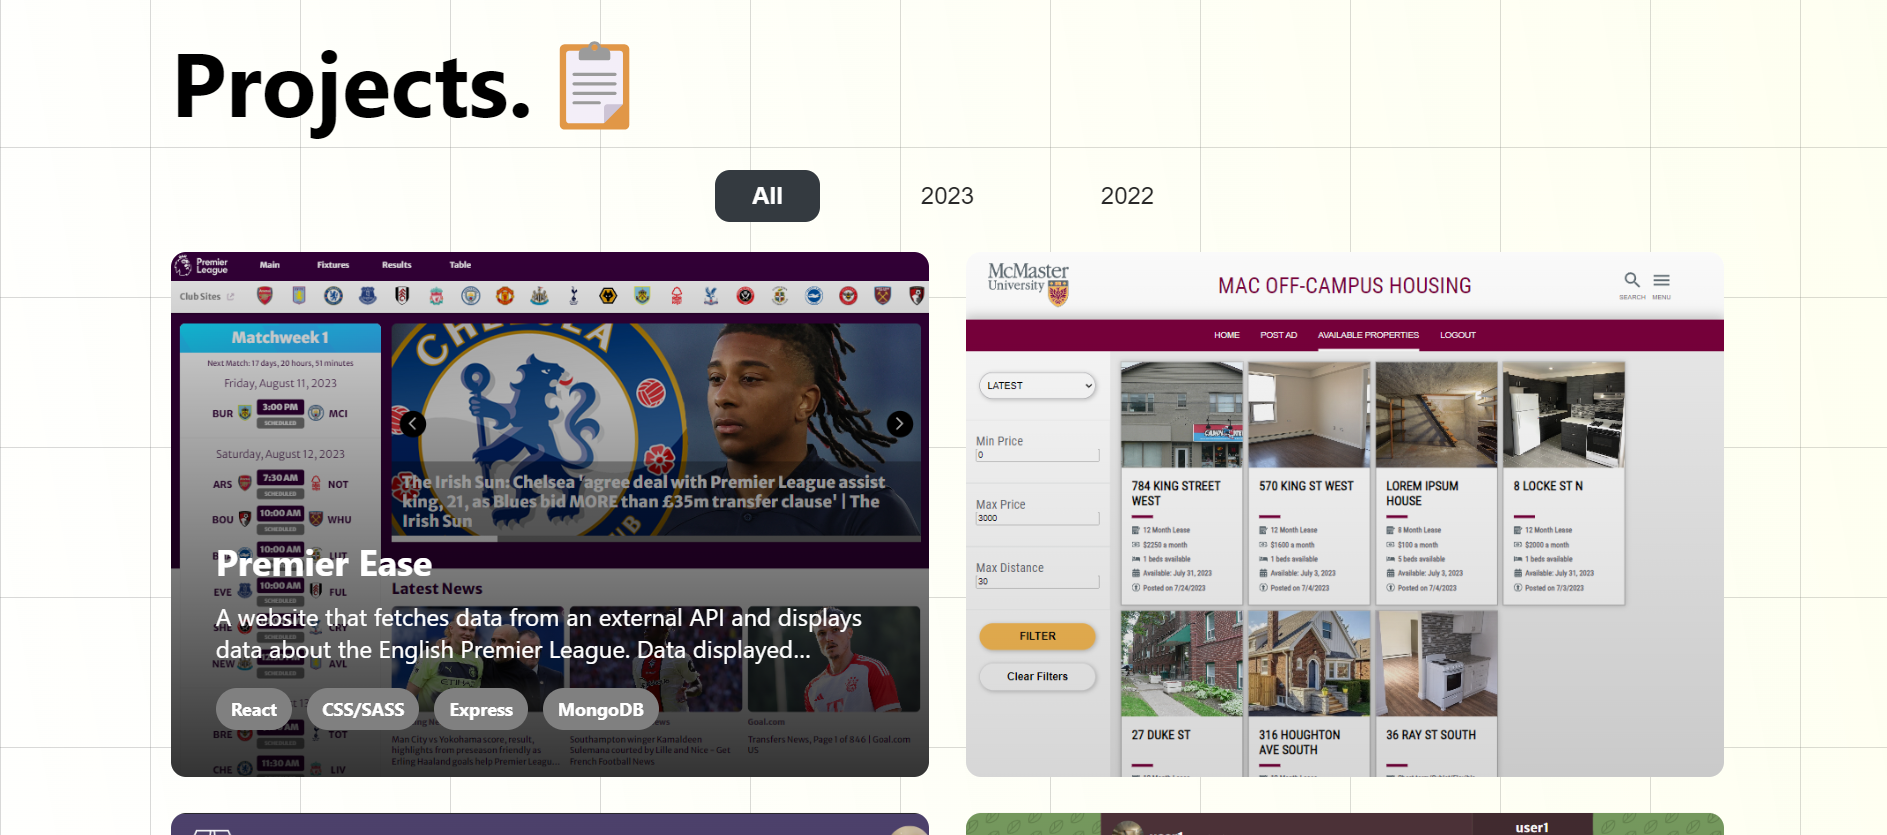 Projects.
All
2023
2022
Premier League
Main
Fixtures
Results
Table
Club Sites
Matchweek 1
Next Match: 17 days, 20 hours, 51 minutes
Friday, August 11, 2023
BUR 3:00 PM MCI
SCHEDULED
Saturday, August 12, 2023
ARS 7:30 AM NOT
SCHEDULED
BOU 10:00 AM WHU
SCHEDULED
10:00 AM LUT
SCHEDULED
EVE 10:00 AM FUL
SCHEDULED
SHE CRY
NEW AVL
BRE TOT
SCHEDULED
CHE 11:30 AM LIV
CHELSEA
The Irish Sun: Chelsea 'agree deal with Premier League assist
king, 21, as Blues bid MORE than £35m transfer clause' | The
Irish Sun
Latest News
Premier Ease
A website that fetches data from an external API and displays
data about the English Premier League. Data displayed...
React
CSS/SASS
Express
MongoDB
Man City vs Yokohama score, result,
highlights from preseason friendly as
Erling Haaland goals help Premier Leagu...
Southampton winger Kamaldeen
Sulemana courted by Lille and Nice - Get
French Football News
Goal.com
Transfers News, Page 1 of 846 | Goal.com
US
McMaster
University
MAC OFF-CAMPUS HOUSING
SEARCH
MENU
HOME
POST AD
AVAILABLE PROPERTIES
LOGOUT
LATEST
Min Price
0
Max Price
3000
Max Distance
30
FILTER
Clear Filters
784 KING STREET
WEST
12 Month Lease
$2250 a month
1 beds available
Available: July 31, 2023
Posted on 7/24/2023
570 KING ST WEST
12 Month Lease
$1600 a month
1 beds available
Available: July 3, 2023
Posted on 7/4/2023
LOREM IPSUM
HOUSE
8 Month Lease
$100 a month
5 beds available
Available: July 3, 2023
Posted on 7/4/2023
8 LOCKE ST N
12 Month Lease
$2000 a month
1 beds available
Available: July 31, 2023
Posted on 7/3/2023
27 DUKE ST
316 HOUGHTON
AVE SOUTH
36 RAY ST SOUTH
user1